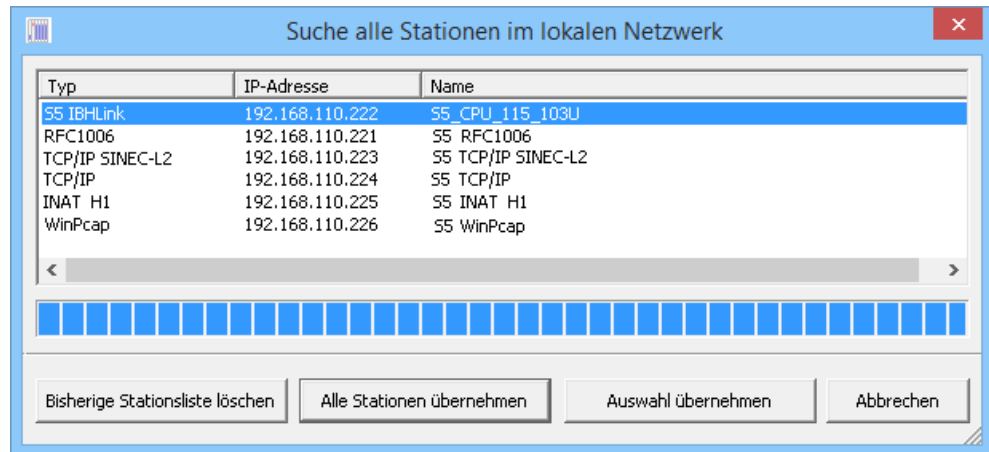 Suche alle Stationen im lokalen Netzwerk
Typ IP-Adresse Name
S5 IBHLink 192.168.110.222 S5_CPU_115_103U
RFC1006 192.168.110.221 S5 RFC1006
TCP/IP SINEC-L2 192.168.110.223 S5 TCP/IP SINEC-L2
TCP/IP 192.168.110.224 S5 TCP/IP
INAT H1 192.168.110.225 S5 INAT H1
WinPcap 192.168.110.226 S5 WinPcap
Bisherige Stationsliste löschen Alle Stationen übernehmen Auswahl übernehmen Abbrechen